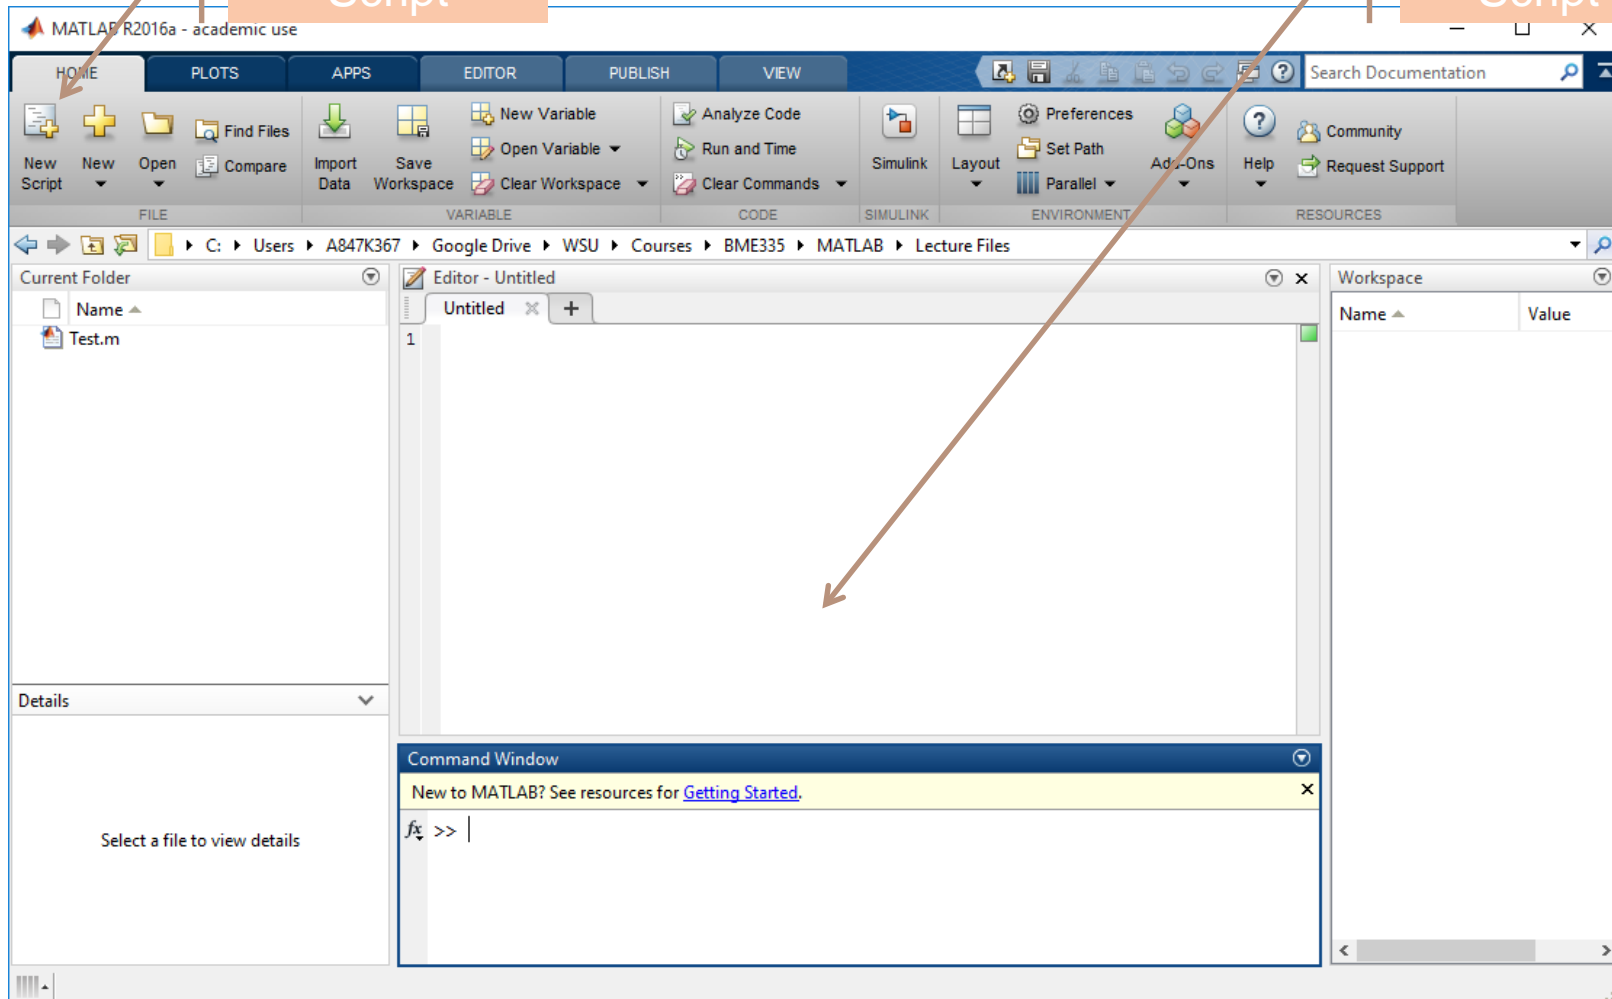 Script
Script
MATLAB R2016a - academic use
HOME
PLOTS
APPS
EDITOR
PUBLISH
VIEW
Search Documentation
New Script
New
Open
Find Files
Compare
Import Data
Save Workspace
New Variable
Open Variable
Clear Workspace
Analyze Code
Run and Time
Clear Commands
Simulink
Layout
Preferences
Set Path
Parallel
Add-Ons
Help
Community
Request Support
FILE
VARIABLE
CODE
SIMULINK
ENVIRONMENT
RESOURCES
C: Users A847K367 Google Drive WSU Courses BME335 MATLAB Lecture Files
Current Folder
Name
Test.m
Details
Select a file to view details
Editor - Untitled
Untitled
1
Command Window
New to MATLAB? See resources for Getting Started.
fx >>
Workspace
Name
Value